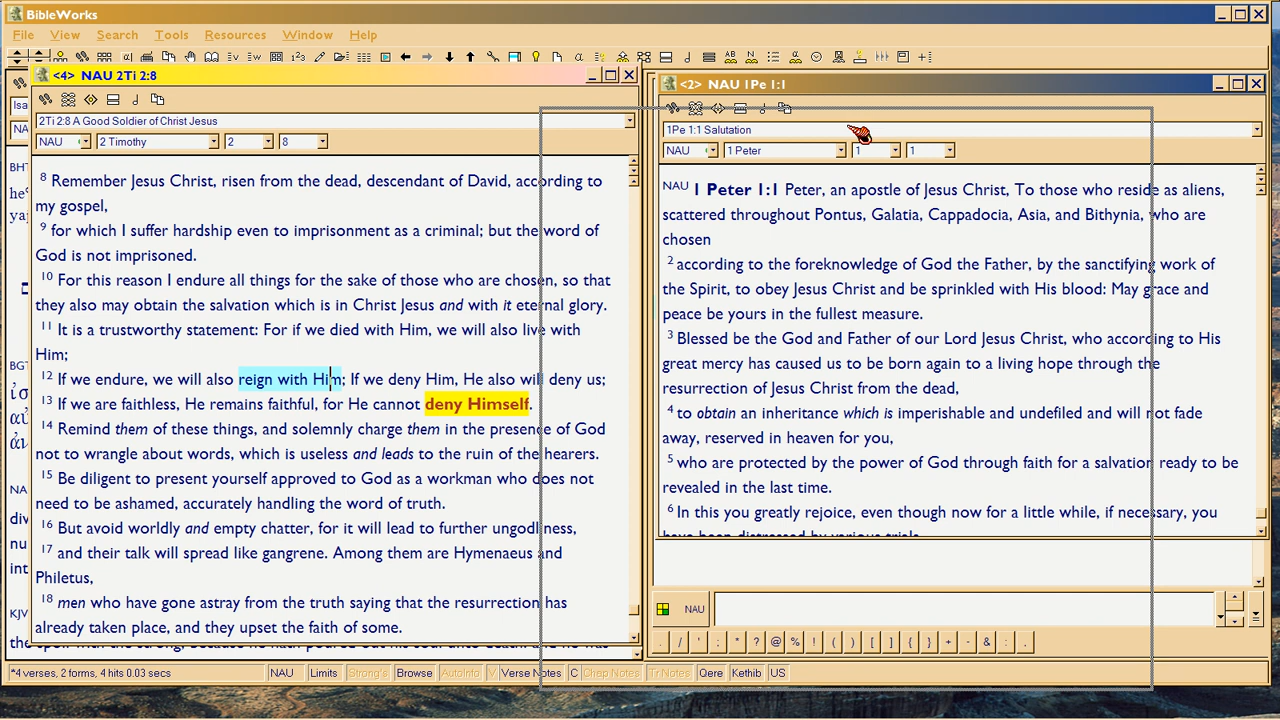 BibleWorks
File View Search Tools Resources Window Help
<4> NAU 2Ti 2:8
2Ti 2:8 A Good Soldier of Christ Jesus
NAU 2 Timothy 2 8
8 Remember Jesus Christ, risen from the dead, descendant of David, according to
my gospel,
9 for which I suffer hardship even to imprisonment as a criminal; but the word of
God is not imprisoned.
10 For this reason I endure all things for the sake of those who are chosen, so that
they also may obtain the salvation which is in Christ Jesus and with it eternal glory.
11 It is a trustworthy statement: For if we died with Him, we will also live with
Him;
12 If we endure, we will also reign with Him; If we deny Him, He also will deny us;
13 If we are faithless, He remains faithful, for He cannot deny Himself.
14 Remind them of these things, and solemnly charge them in the presence of God
not to wrangle about words, which is useless and leads to the ruin of the hearers.
15 Be diligent to present yourself approved to God as a workman who does not
need to be ashamed, accurately handling the word of truth.
16 But avoid worldly and empty chatter, for it will lead to further ungodliness,
17 and their talk will spread like gangrene. Among them are Hymenaeus and
Philetus,
18 men who have gone astray from the truth saying that the resurrection has
already taken place, and they upset the faith of some.
<2> NAU 1Pe 1:1
1Pe 1:1 Salutation
NAU 1 Peter 1 1
NAU 1 Peter 1:1 Peter, an apostle of Jesus Christ, To those who reside as aliens,
scattered throughout Pontus, Galatia, Cappadocia, Asia, and Bithynia, who are
chosen
2 according to the foreknowledge of God the Father, by the sanctifying work of
the Spirit, to obey Jesus Christ and be sprinkled with His blood: May grace and
peace be yours in the fullest measure.
3 Blessed be the God and Father of our Lord Jesus Christ, who according to His
great mercy has caused us to be born again to a living hope through the
resurrection of Jesus Christ from the dead,
4 to obtain an inheritance which is imperishable and undefiled and will not fade
away, reserved in heaven for you,
5 who are protected by the power of God through faith for a salvation ready to be
revealed in the last time.
6 In this you greatly rejoice, even though now for a little while, if necessary, you
have been distressed by various trials
NAU
. / ' ; * ? @ % ! ( ) [ ] { } + - & : ,
Isa
NA
BHT
BGT
NA
div
nu
int
KJV
*4 verses, 2 forms, 4 hits 0.03 secs NAU Limits Strong's Browse AutoInfo V Verse Notes C Chap Notes Tr Notes Qere Kethib US